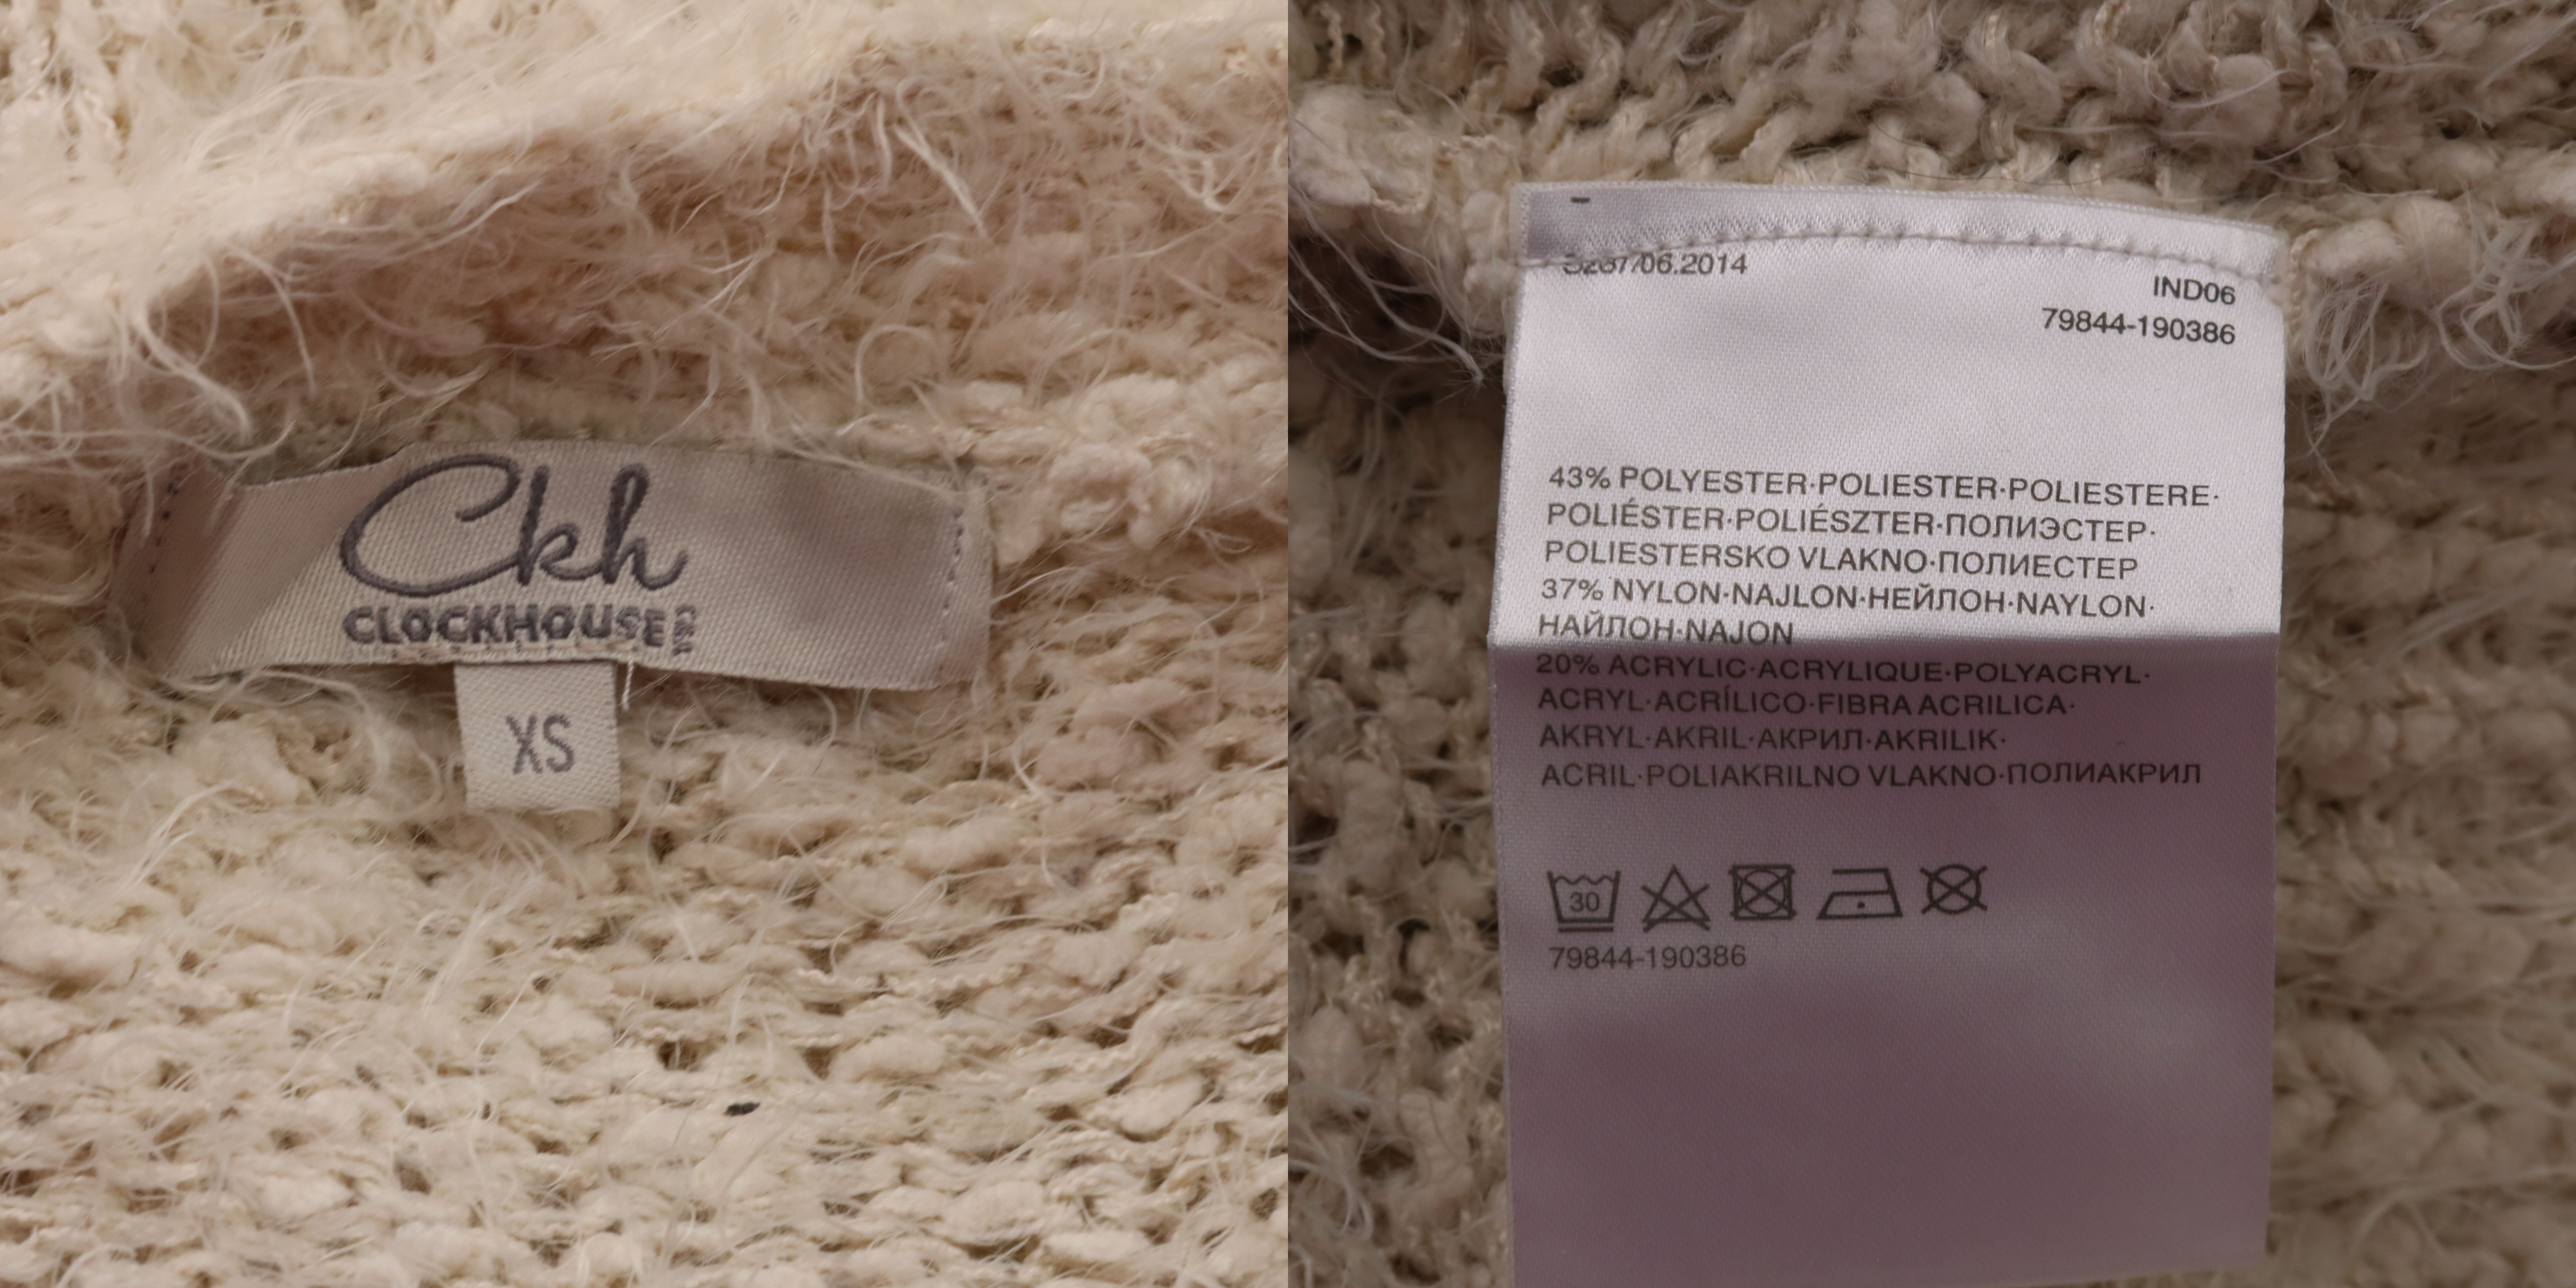 Ckh
CLOCKHOUSE
XS
06.2014
IND06
79844-190386
43% POLYESTER·POLIESTER·POLIESTERE·
POLIÉSTER·POLIÉSZTER·ПОЛИЭСТЕР·
POLIESTERSKO VLAKNO·ПОЛИЕСТЕР
37% NYLON·NAJLON·НЕЙЛОН·NAYLON·
НАЙЛОН·NAJON
20% ACRYLIC·ACRYLIQUE·POLYACRYL·
ACRYL·ACRÍLICO·FIBRA ACRILICA·
AKRYL·AKRIL·АКРИЛ·AKRILIK·
ACRIL·POLIAKRILNO VLAKNO·ПОЛИАКРИЛ
30
79844-190386